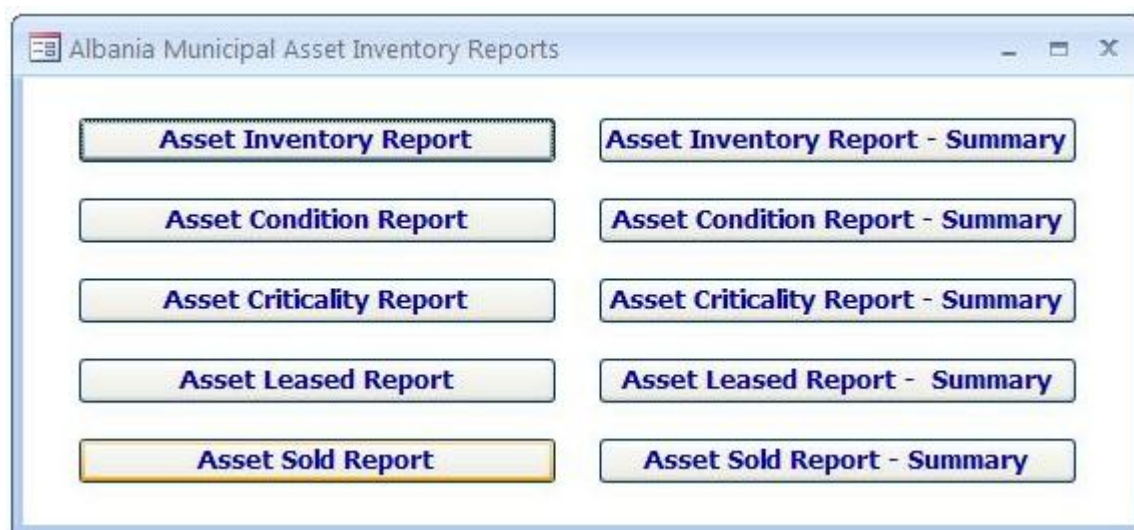 Albania Municipal Asset Inventory Reports
Asset Inventory Report
Asset Inventory Report - Summary
Asset Condition Report
Asset Condition Report - Summary
Asset Criticality Report
Asset Criticality Report - Summary
Asset Leased Report
Asset Leased Report -  Summary
Asset Sold Report
Asset Sold Report - Summary